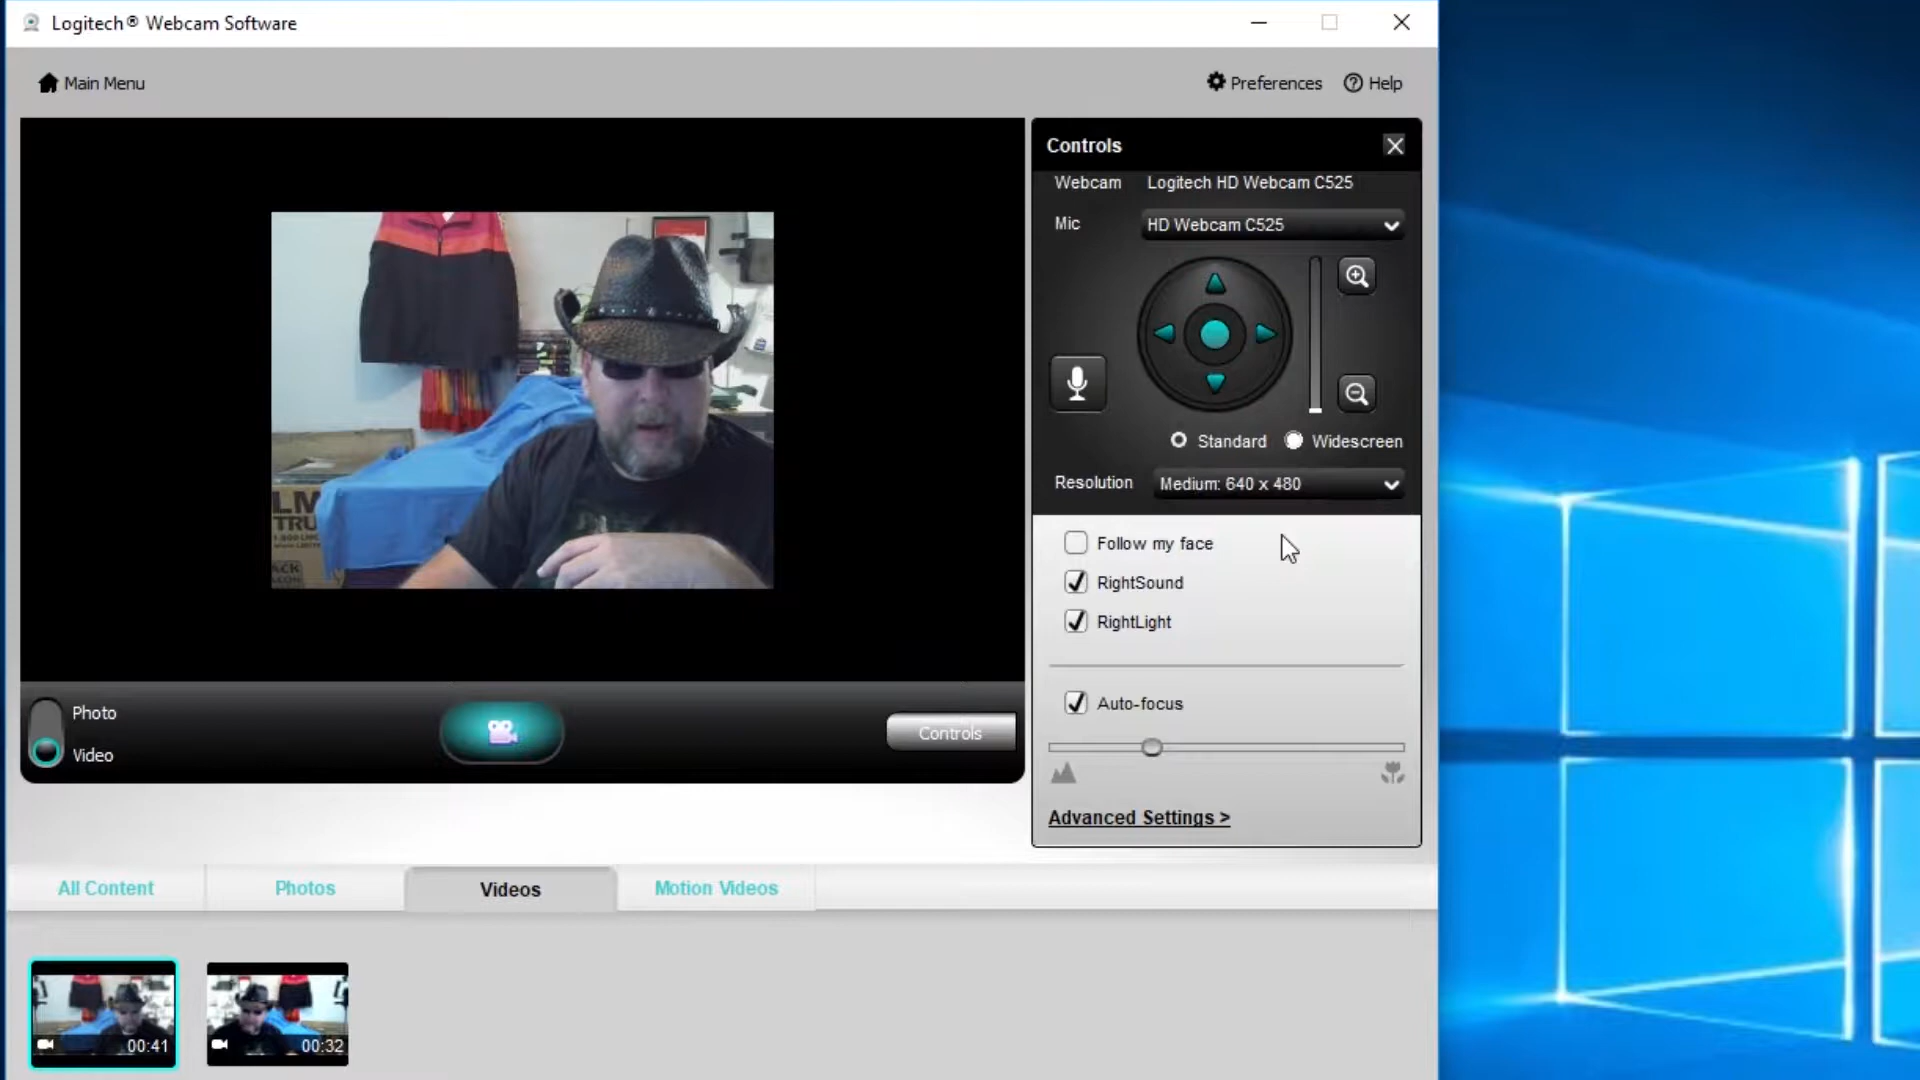 Logitech® Webcam Software
Main Menu
Preferences
Help
Controls
Webcam Logitech HD Webcam C525
Mic HD Webcam C525
Standard Widescreen
Resolution Medium: 640 x 480
Follow my face
RightSound
RightLight
Auto-focus
Advanced Settings >
LM
TRU
Photo
Video
Controls
All Content
Photos
Videos
Motion Videos
00:41
00:32